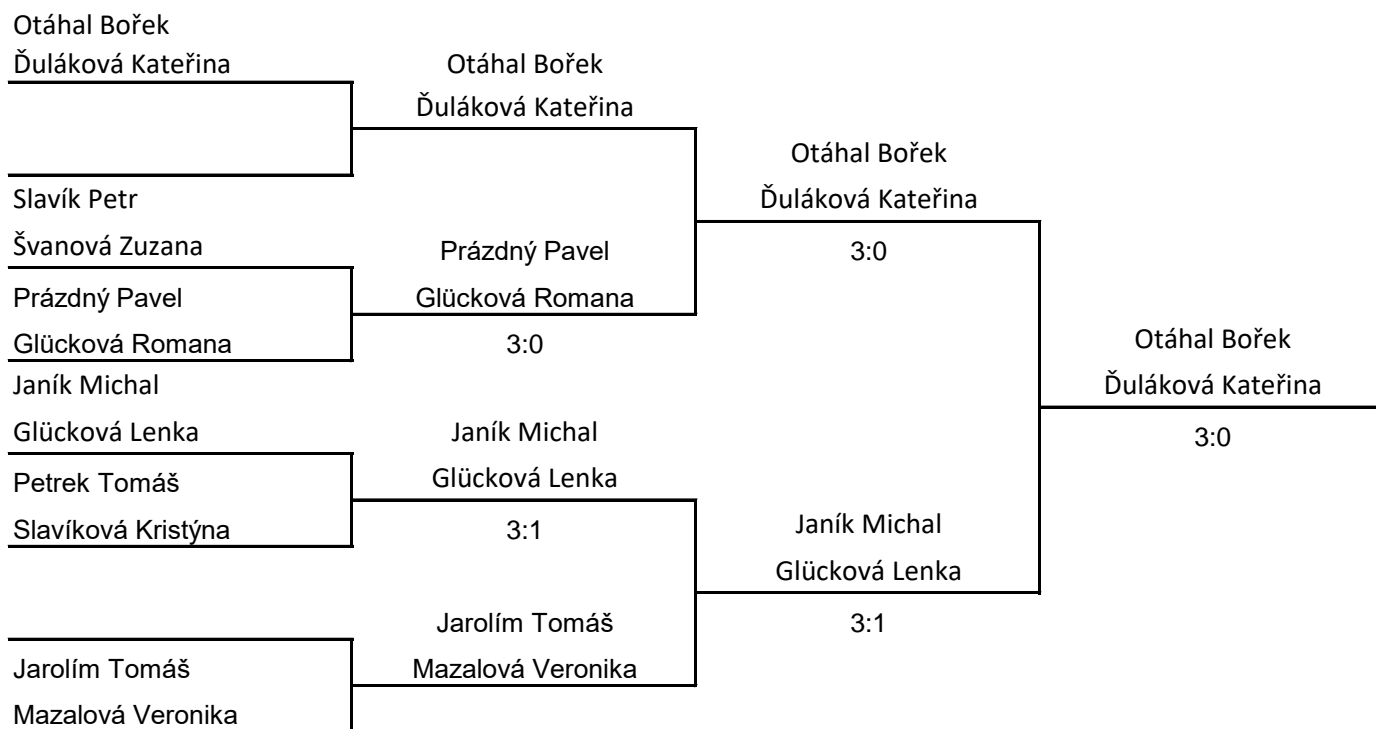 Otáhal Bořek
Ďuláková Kateřina
Otáhal Bořek
Ďuláková Kateřina
Otáhal Bořek
Ďuláková Kateřina
3:0
Slavík Petr
Švanová Zuzana
Prázdný Pavel
Glücková Romana
Prázdný Pavel
Glücková Romana
3:0
Otáhal Bořek
Ďuláková Kateřina
3:0
Janík Michal
Glücková Lenka
Petrek Tomáš
Slavíková Kristýna
Janík Michal
Glücková Lenka
3:1
Janík Michal
Glücková Lenka
3:1
Jarolím Tomáš
Mazalová Veronika
Jarolím Tomáš
Mazalová Veronika